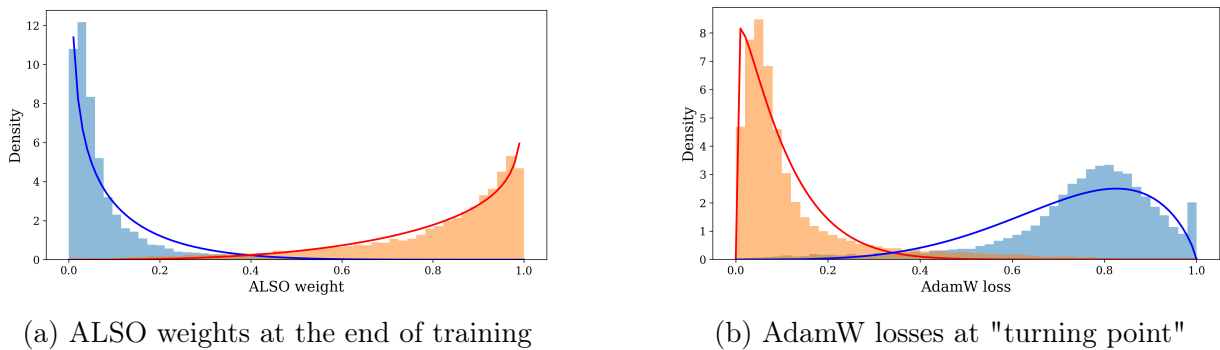 12
10
8
6
4
2
0
Density
0.0 0.2 0.4 0.6 0.8 1.0
ALSO weight
(a) ALSO weights at the end of training
8
7
6
5
4
3
2
1
0
Density
0.0 0.2 0.4 0.6 0.8 1.0
AdamW loss
(b) AdamW losses at "turning point"